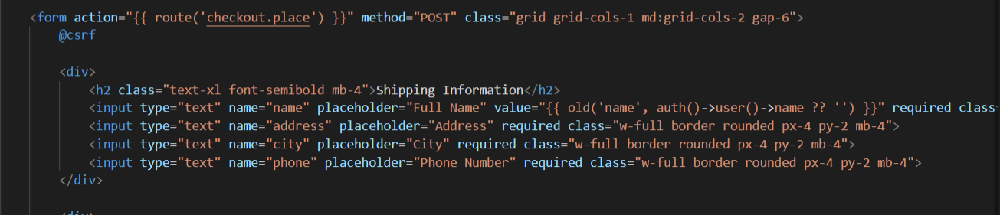 <form action="{{ route('checkout.place') }}" method="POST" class="grid grid-cols-1 md:grid-cols-2 gap-6">
@csrf
<div>
<h2 class="text-xl font-semibold mb-4">Shipping Information</h2>
<input type="text" name="name" placeholder="Full Name" value="{{ old('name', auth()->user()->name ?? '') }}" required class=
<input type="text" name="address" placeholder="Address" required class="w-full border rounded px-4 py-2 mb-4">
<input type="text" name="city" placeholder="City" required class="w-full border rounded px-4 py-2 mb-4">
<input type="text" name="phone" placeholder="Phone Number" required class="w-full border rounded px-4 py-2 mb-4">
</div>
<div>